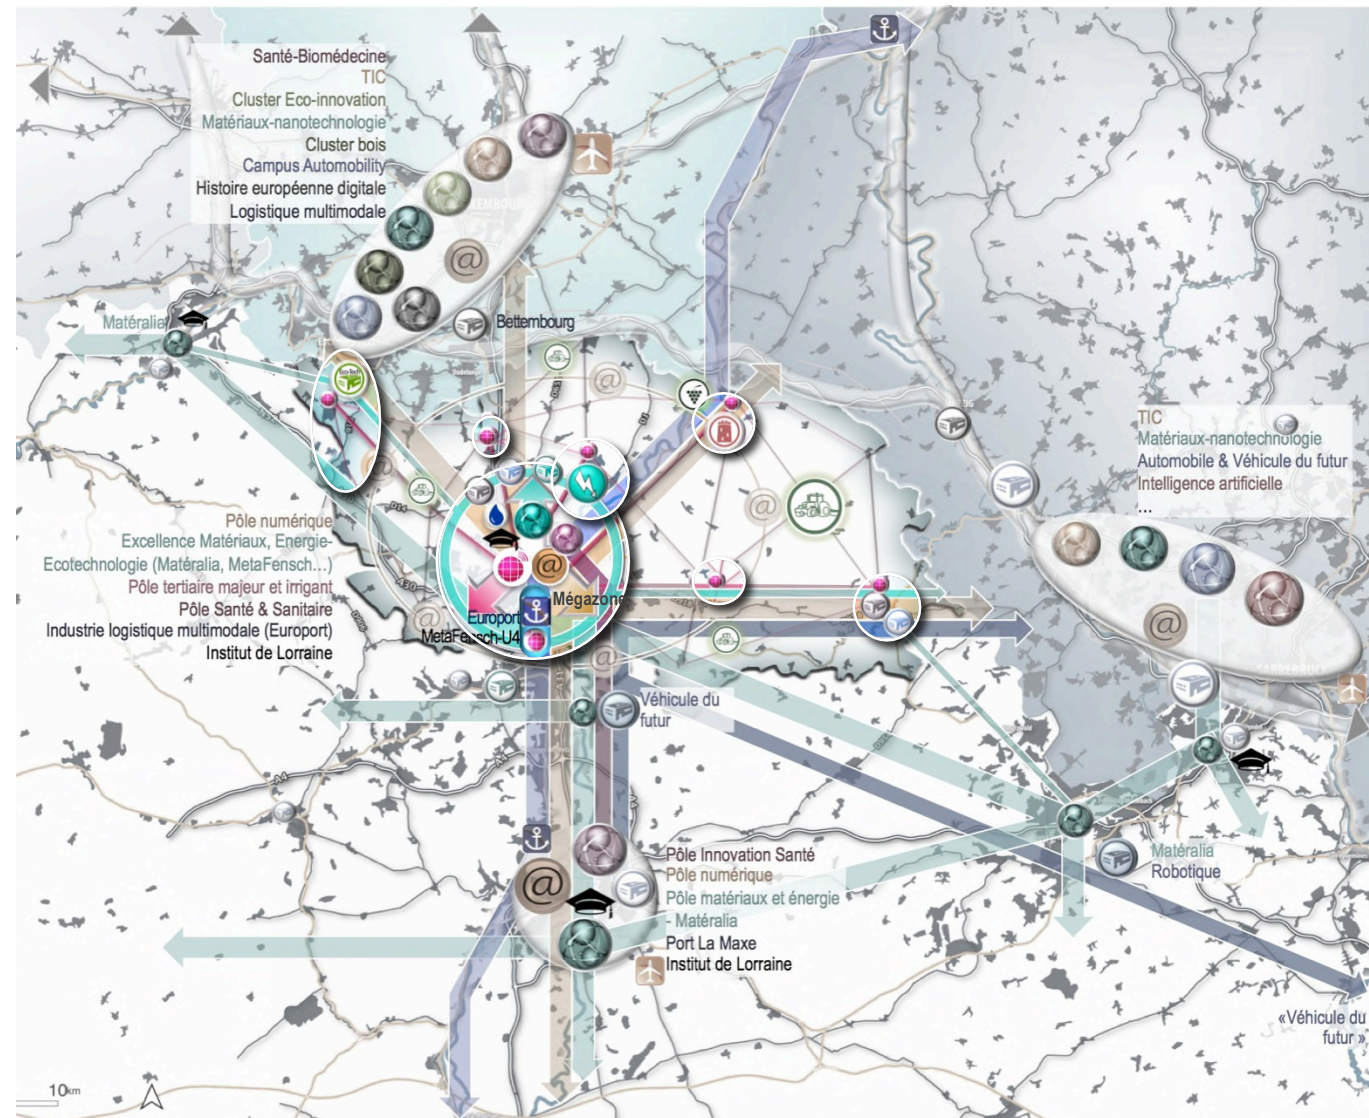 Santé-Biomédecine
TIC
Cluster Eco-innovation
Matériaux-nanotechnologie
Cluster bois
Campus Automobility
Histoire européenne digitale
Logistique multimodale
@
Matéralia
Bettembourg
TIC
Matériaux-nanotechnologie
Automobile & Véhicule du futur
Intelligence artificielle
...
@
@
@
@
@
Pôle numérique
Excellence Matériaux, Energie-
Ecotechnologie (Matéralia, MetaFensch...)
Pôle tertiaire majeur et irrigant
Pôle Santé & Sanitaire
Industrie logistique multimodale (Europort)
Institut de Lorraine
D14
A30
@
Mégazone
Europort
MetaFensch-U4
@
A31
A4
Véhicule du
futur
@
Pôle Innovation Santé
Pôle numérique
Pôle matériaux et énergie
- Matéralia
Port La Maxe
Institut de Lorraine
Matéralia
Robotique
«Véhicule du
futur »
10km